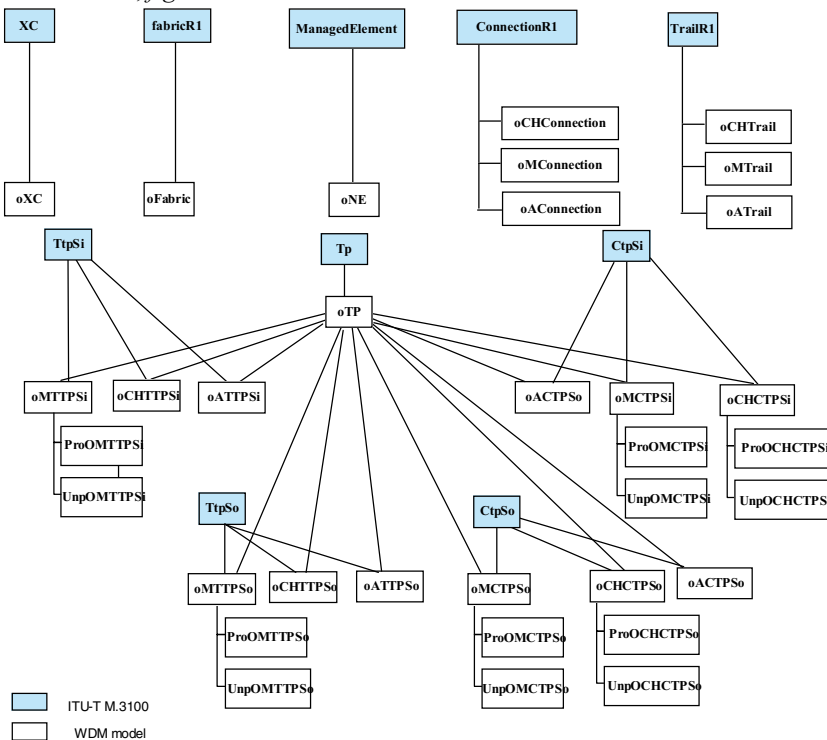 XC fabricR1 ManagedElement ConnectionR1 TrailR1
oCHConnection oCHTrail
oMConnection oMTrail
oXC oFabric oNE oAConnection oATrail
TtpSi Tp CtpSi
oTP
oMTTPSi oCHTTPSi oATTPSi oACTPSo oMCTPSi oCHCTPSi
ProOMTTPSi ProOMCTPSi ProOCHCTPSi
UnpOMTTPSi UnpOMCTPSi UnpOCHCTPS
TtpSo CtpSo
oMTTPSo oCHTTPSo oATTPSo oMCTPSo oCHCTPSo oACTPSo
ProOMTTPSo ProOMCTPSo ProOCHCTPSo
UnpOMTTPSo UnpOMCTPSo UnpOCHCTPSo
ITU-T M.3100
WDM model